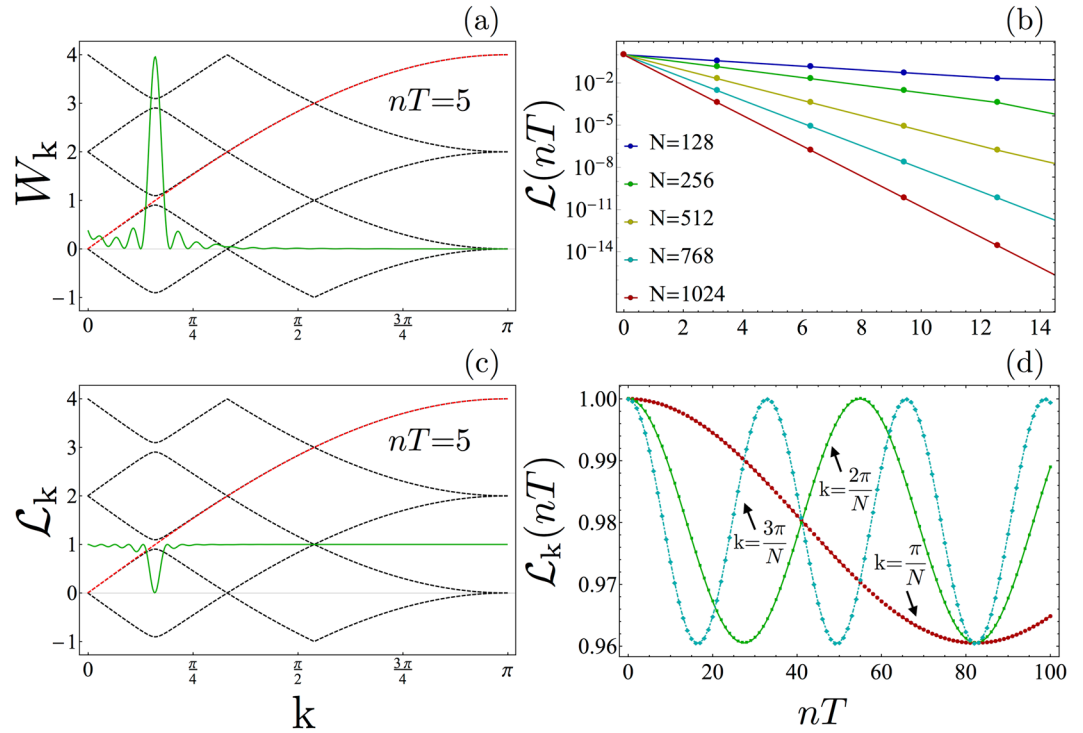 (a)
W_k
4
3
2
1
0
−1
nT=5
0
π/4
π/2
3π/4
π
(b)
ℒ(nT)
10^−2
10^−5
10^−8
10^−11
10^−14
N=128
N=256
N=512
N=768
N=1024
0
2
4
6
8
10
12
14
(c)
ℒ_k
4
3
2
1
0
−1
nT=5
0
π/4
π/2
3π/4
π
k
(d)
ℒ_k(nT)
1.00
0.99
0.98
0.97
0.96
k=2π/N
k=3π/N
k=π/N
0
20
40
60
80
100
nT